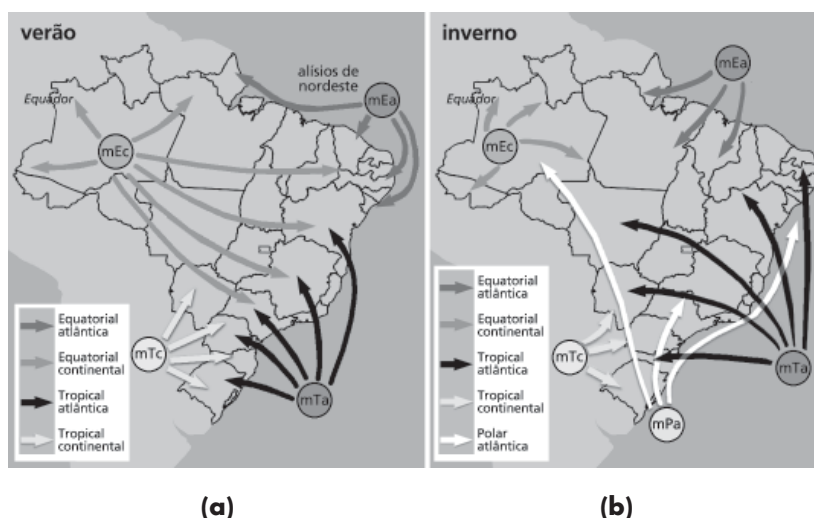 verão
Equador
alísios de
nordeste
mEa
mEc
mTc
mTa
Equatorial
atlântica
Equatorial
continental
Tropical
atlântica
Tropical
continental
(a)
inverno
Equador
mEa
mEc
mTc
mTa
mPa
Equatorial
atlântica
Equatorial
continental
Tropical
atlântica
Tropical
continental
Polar
atlântica
(b)